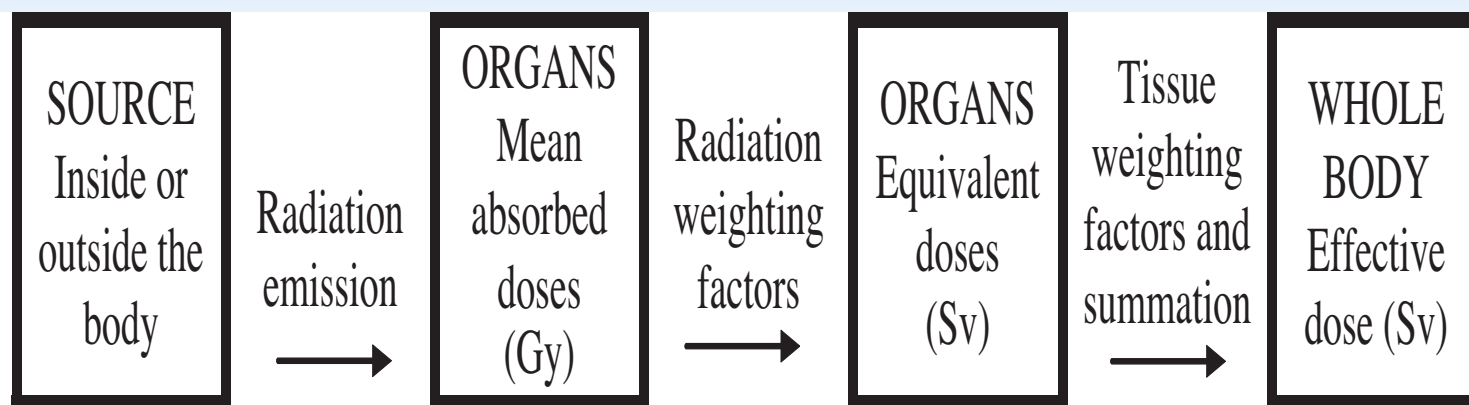 SOURCE
Inside or
outside the
body
Radiation
emission
ORGANS
Mean
absorbed
doses
(Gy)
Radiation
weighting
factors
ORGANS
Equivalent
doses
(Sv)
Tissue
weighting
factors and
summation
WHOLE
BODY
Effective
dose (Sv)